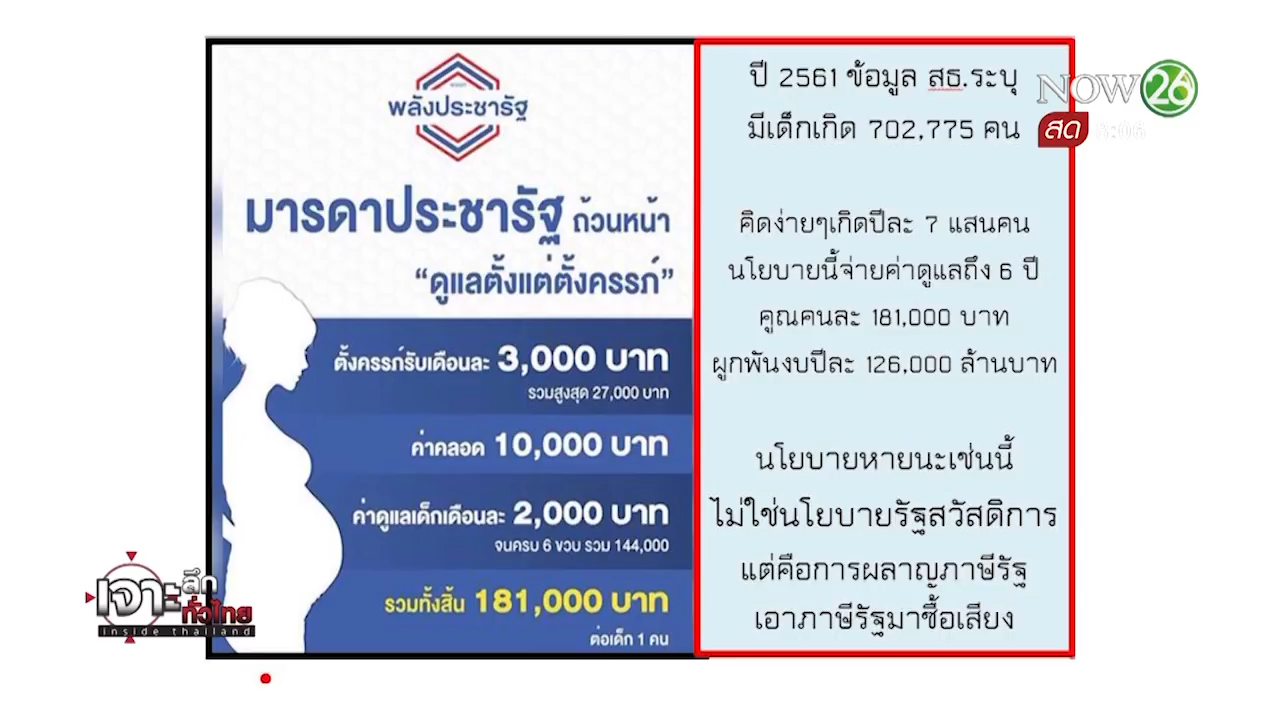 พลังประชารัฐ
มารดาประชารัฐ ถ้วนหน้า
“ดูแลตั้งแต่ตั้งครรภ์”
ตั้งครรภ์รับเดือนละ 3,000 บาท
รวมสูงสุด 27,000 บาท
ค่าคลอด 10,000 บาท
ค่าดูแลเด็กเดือนละ 2,000 บาท
จนครบ 6 ขวบ รวม 144,000
รวมทั้งสิ้น 181,000 บาท
ต่อเด็ก 1 คน
ปี 2561 ข้อมูล สธ.ระบุ
มีเด็กเกิด 702,775 คน
คิดง่ายๆเกิดปีละ 7 แสนคน
นโยบายนี้จ่ายค่าดูแลถึง 6 ปี
คูณคนละ 181,000 บาท
ผูกพันงบปีละ 126,000 ล้านบาท
นโยบายหายนะเช่นนี้
ไม่ใช่นโยบายรัฐสวัสดิการ
แต่คือการผลาญภาษีรัฐ
เอาภาษีรัฐมาซื้อเสียง
NOW26
สด
เจาะลึกทั่วไทย
inside thailand